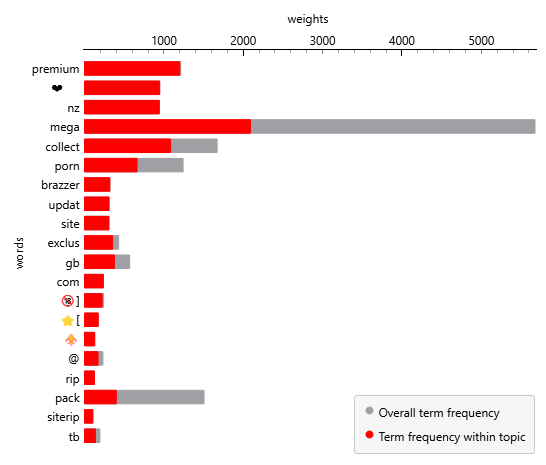 weights
1000 2000 3000 4000 5000
words
premium
❤
nz
mega
collect
porn
brazzer
updat
site
exclus
gb
com
🔞 ]
⭐ [
@
rip
pack
siterip
tb
Overall term frequency
Term frequency within topic